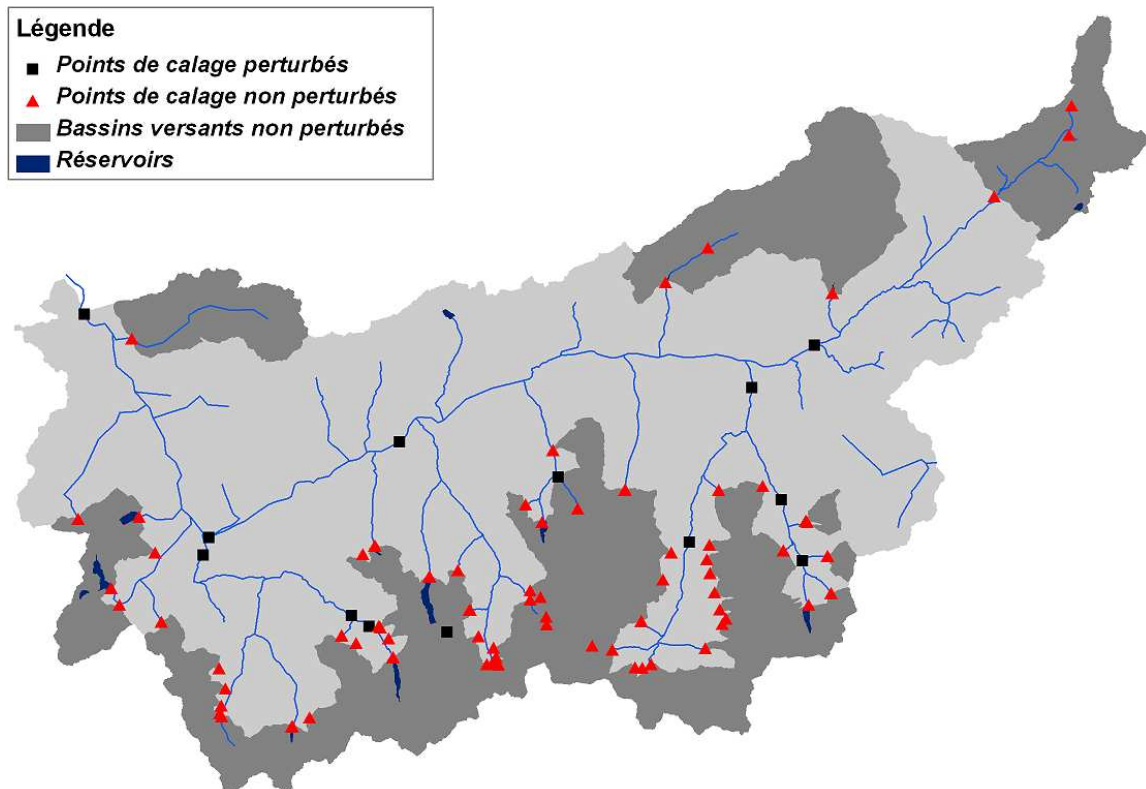 Légende
Points de calage perturbés
Points de calage non perturbés
Bassins versants non perturbés
Réservoirs